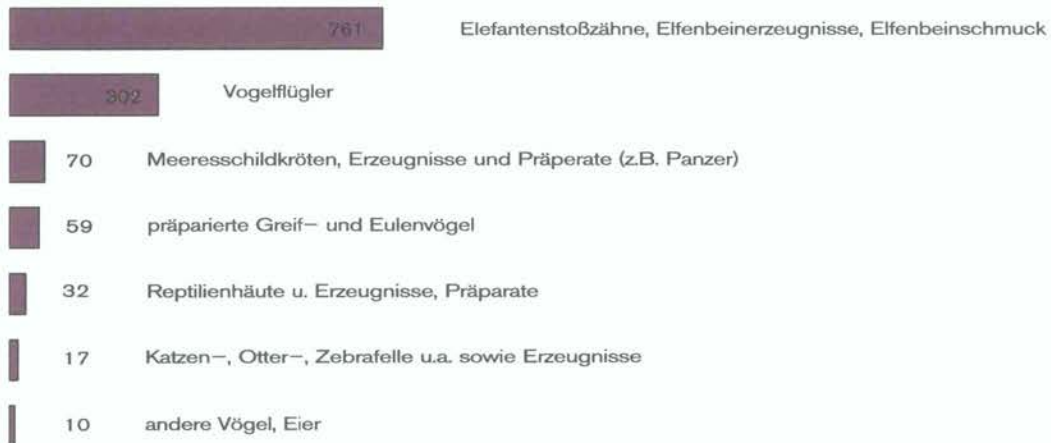 761 Elefantenstoßzähne, Elfenbeinerzeugnisse, Elfenbeinschmuck
302 Vogelflügler
70 Meeresschildkröten, Erzeugnisse und Präperate (z.B. Panzer)
59 präparierte Greif- und Eulenvögel
32 Reptilienhäute u. Erzeugnisse, Präparate
17 Katzen-, Otter-, Zebrafelle u.a. sowie Erzeugnisse
10 andere Vögel, Eier